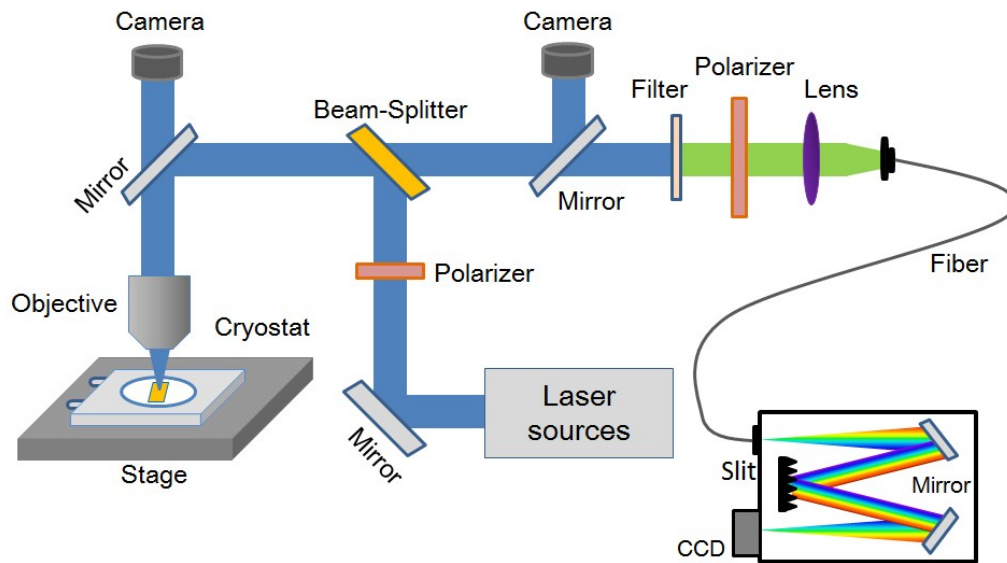 Camera
Camera
Polarizer
Filter
Lens
Beam-Splitter
Mirror
Mirror
Polarizer
Fiber
Objective
Cryostat
Laser
sources
Mirror
Stage
Slit
Mirror
CCD